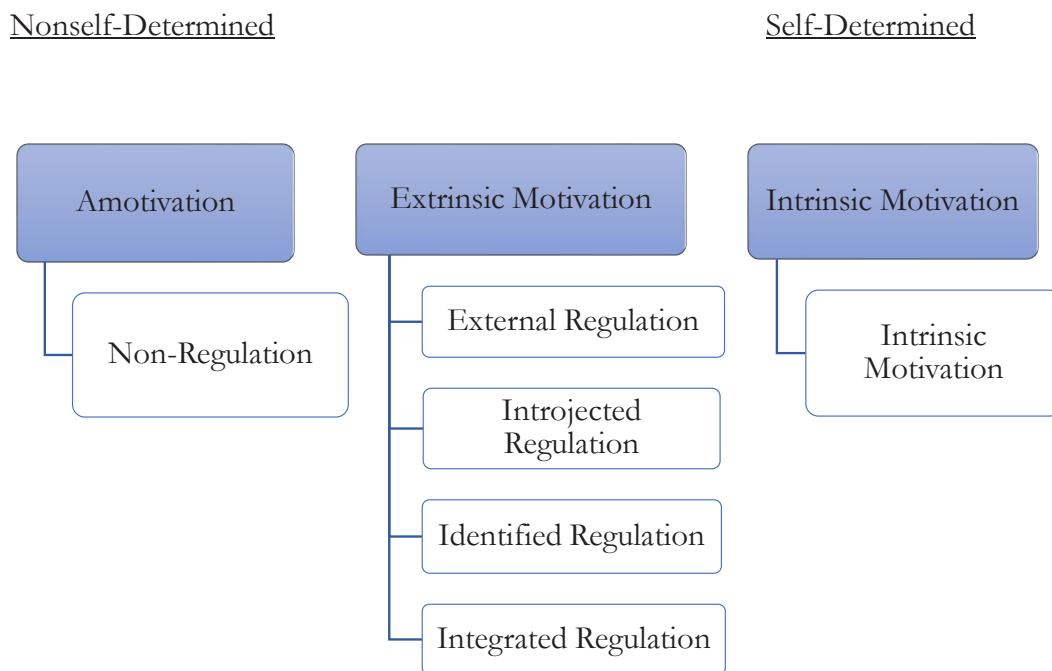 Nonself-Determined
Self-Determined
Amotivation
Extrinsic Motivation
Intrinsic Motivation
Non-Regulation
External Regulation
Introjected
Regulation
Identified Regulation
Integrated Regulation
Intrinsic
Motivation